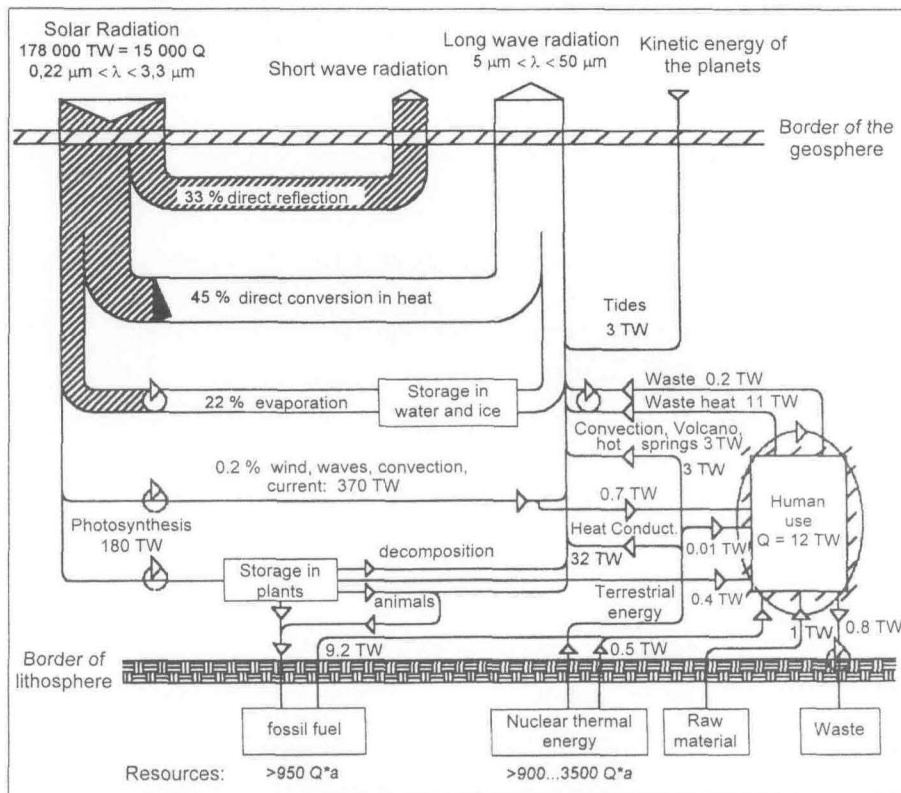 Solar Radiation
178 000 TW = 15 000 Q
0,22 µm < λ < 3,3 µm
Short wave radiation
Long wave radiation
5 µm < λ < 50 µm
Kinetic energy of
the planets
Border of the
geosphere
33 % direct reflection
45 % direct conversion in heat
Tides
3 TW
22 % evaporation
Storage in
water and ice
Waste 0.2 TW
Waste heat 11 TW
Convection, Volcano,
hot springs 3 TW
3 TW
0.2 % wind, waves, convection,
current: 370 TW
0.7 TW
Human
use
Q = 12 TW
Photosynthesis
180 TW
Heat Conduct.
32 TW
0.01 TW
decomposition
Storage in
plants
animals
Terrestrial
energy
0.4 TW
1 TW
0.8 TW
Border of
lithosphere
9.2 TW
0.5 TW
fossil fuel
Nuclear thermal
energy
Raw
material
Waste
Resources:
>950 Q*a
>900...3500 Q*a